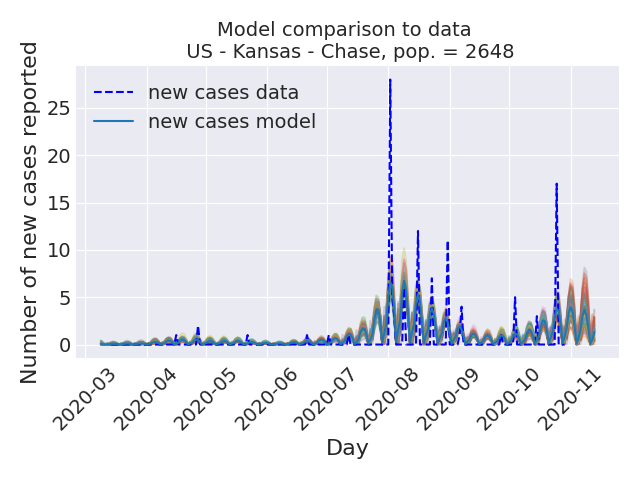 Model comparison to data
US - Kansas - Chase, pop. = 2648
Number of new cases reported
25
20
15
10
5
0
new cases data
new cases model
2020-03
2020-04
2020-05
2020-06
2020-07
2020-08
2020-09
2020-10
2020-11
Day